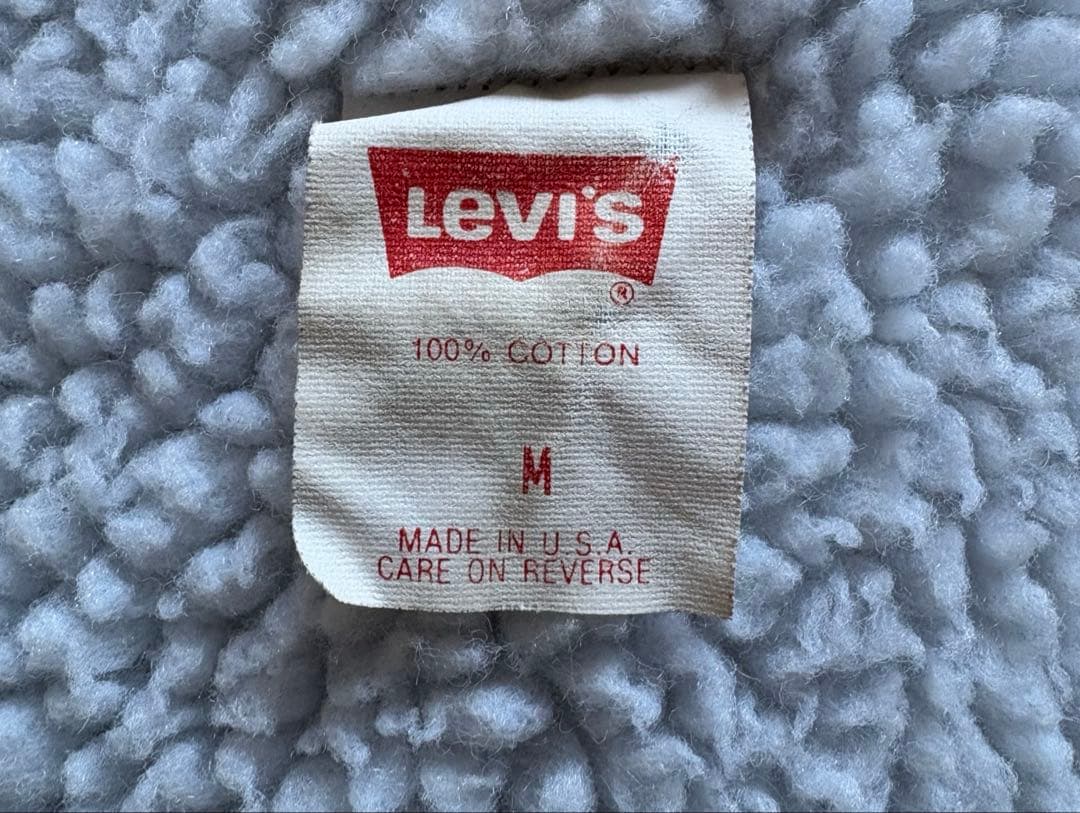 Levi's
®
100% COTTON
M
MADE IN U.S.A.
CARE ON REVERSE